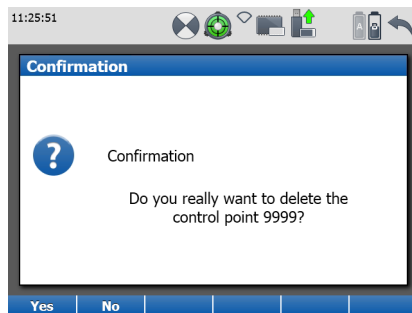 11:25:51
Confirmation
Confirmation
Do you really want to delete the
control point 9999?
Yes No